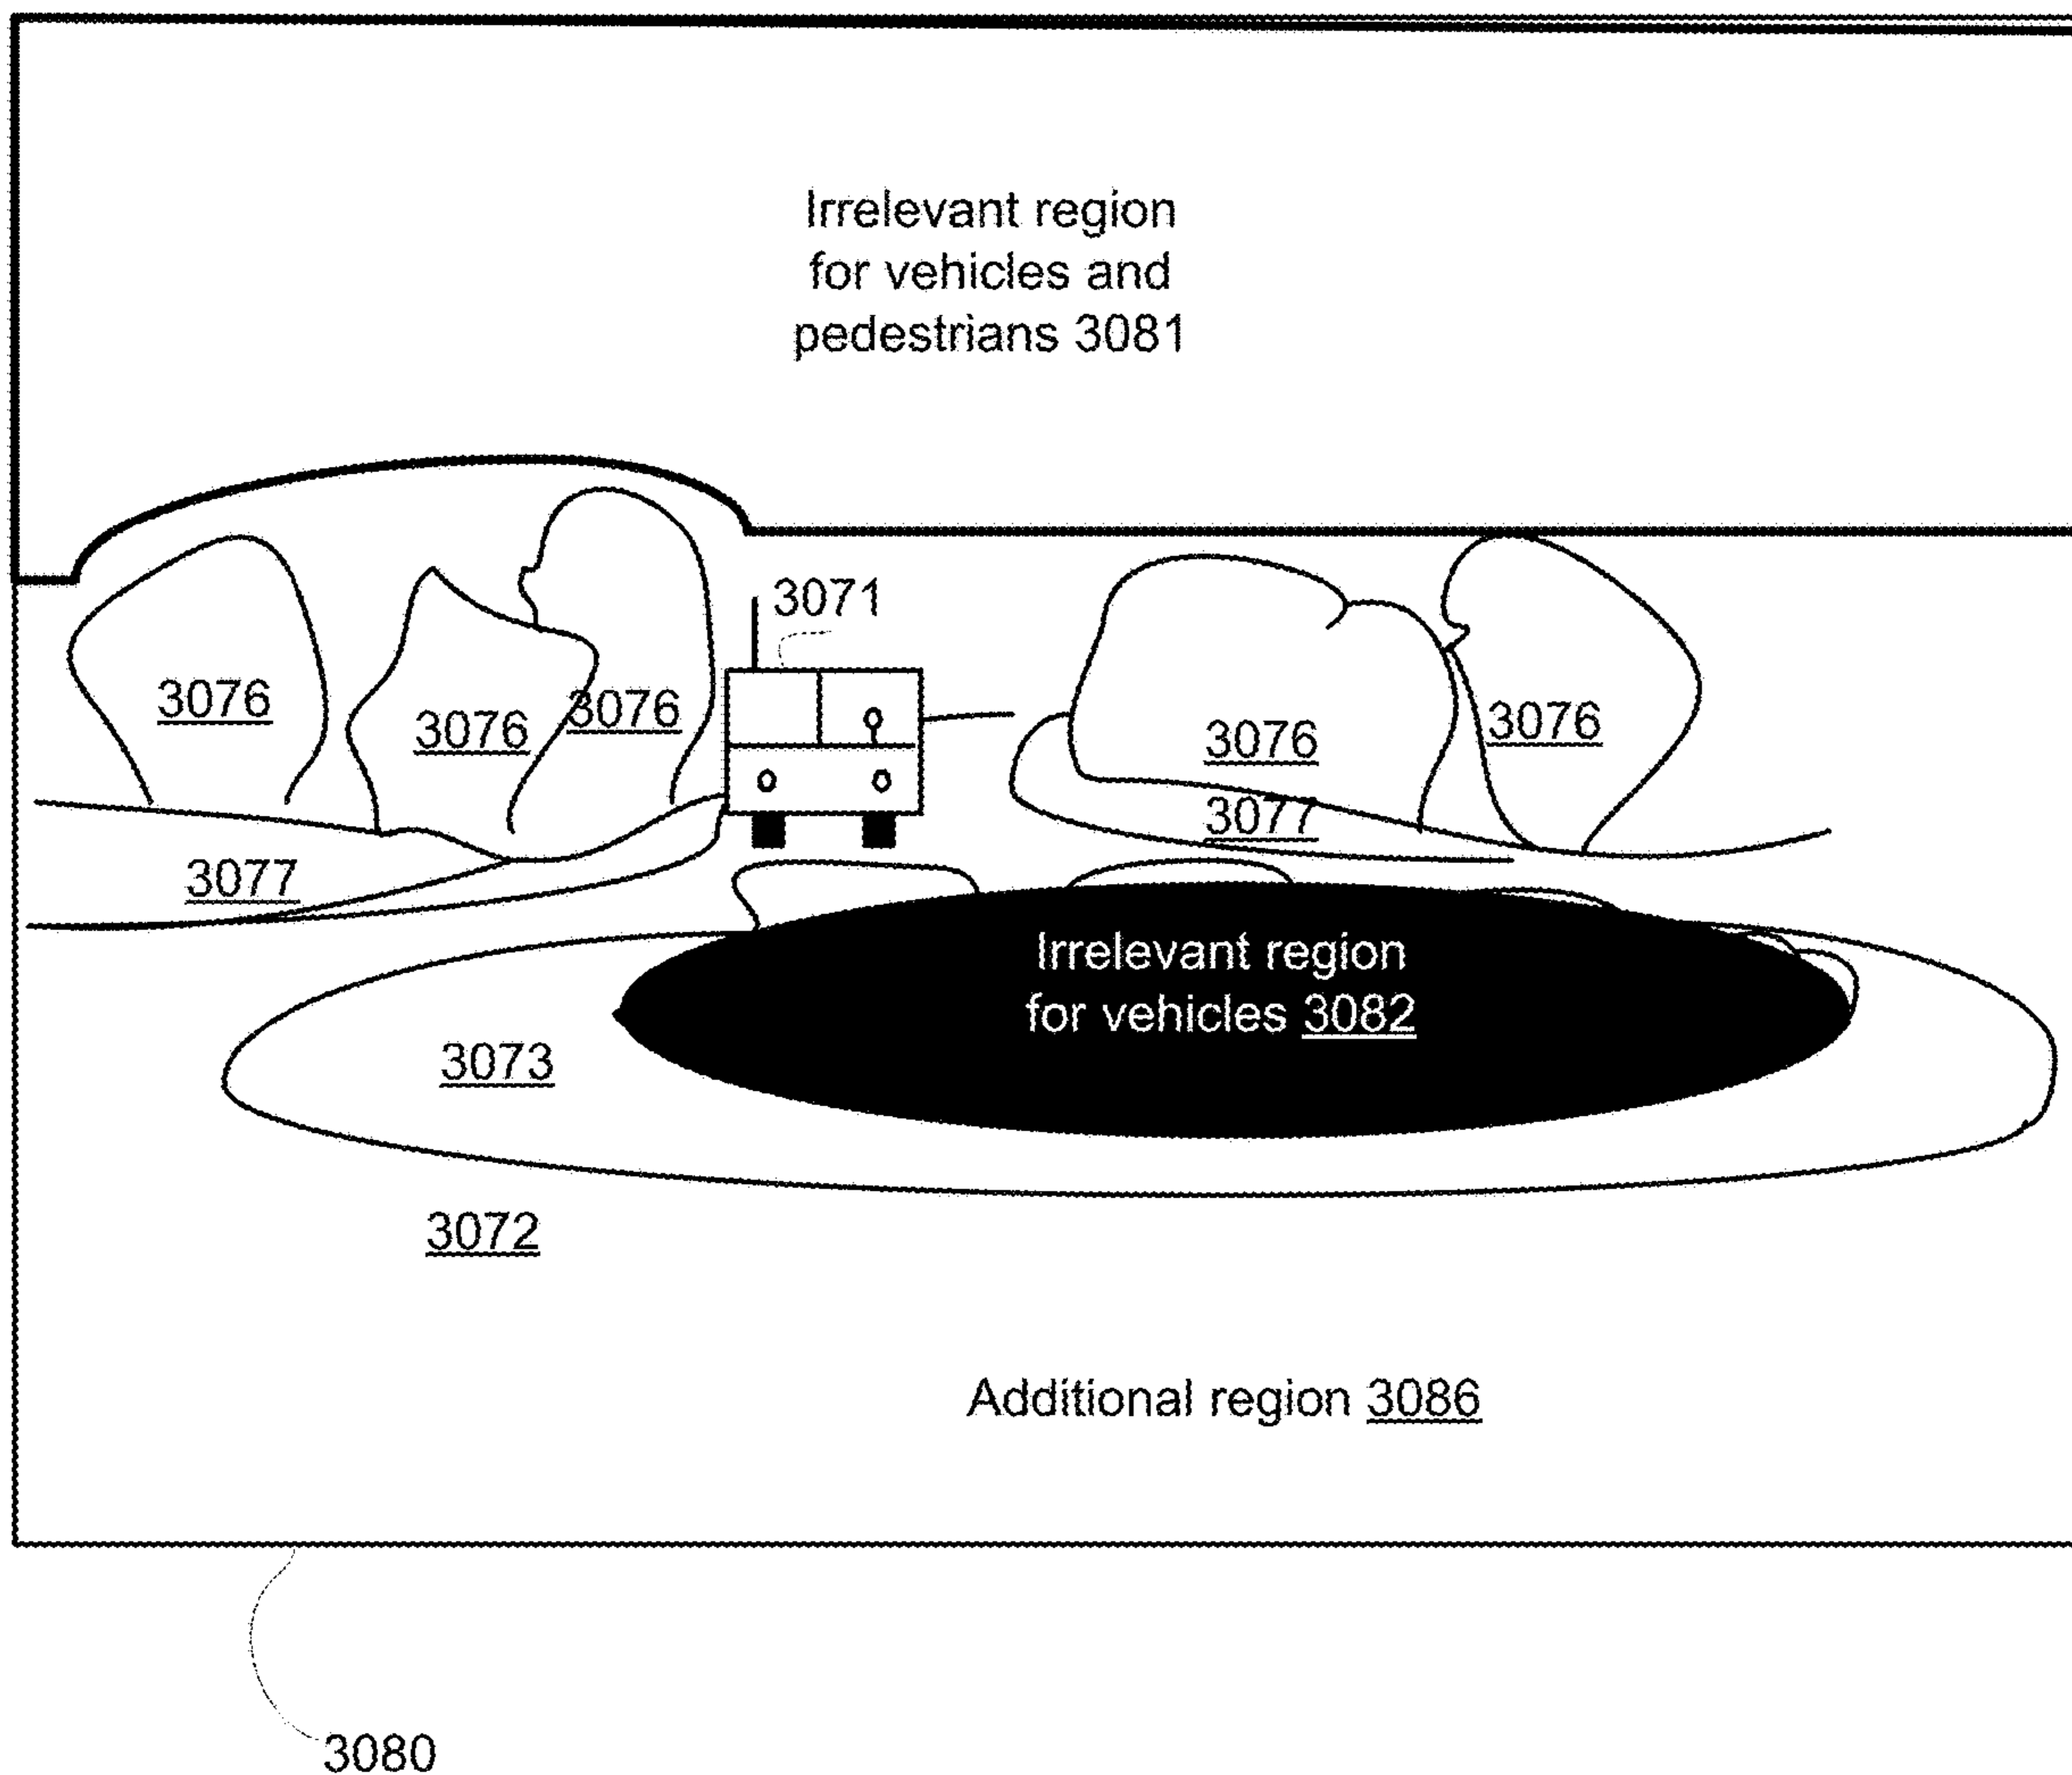 Irrelevant region
for vehicles and
pedestrians 3081
3071
3076
3076
3076
3076
3076
3077
3077
Irrelevant region
for vehicles 3082
3073
3072
Additional region 3086
3080